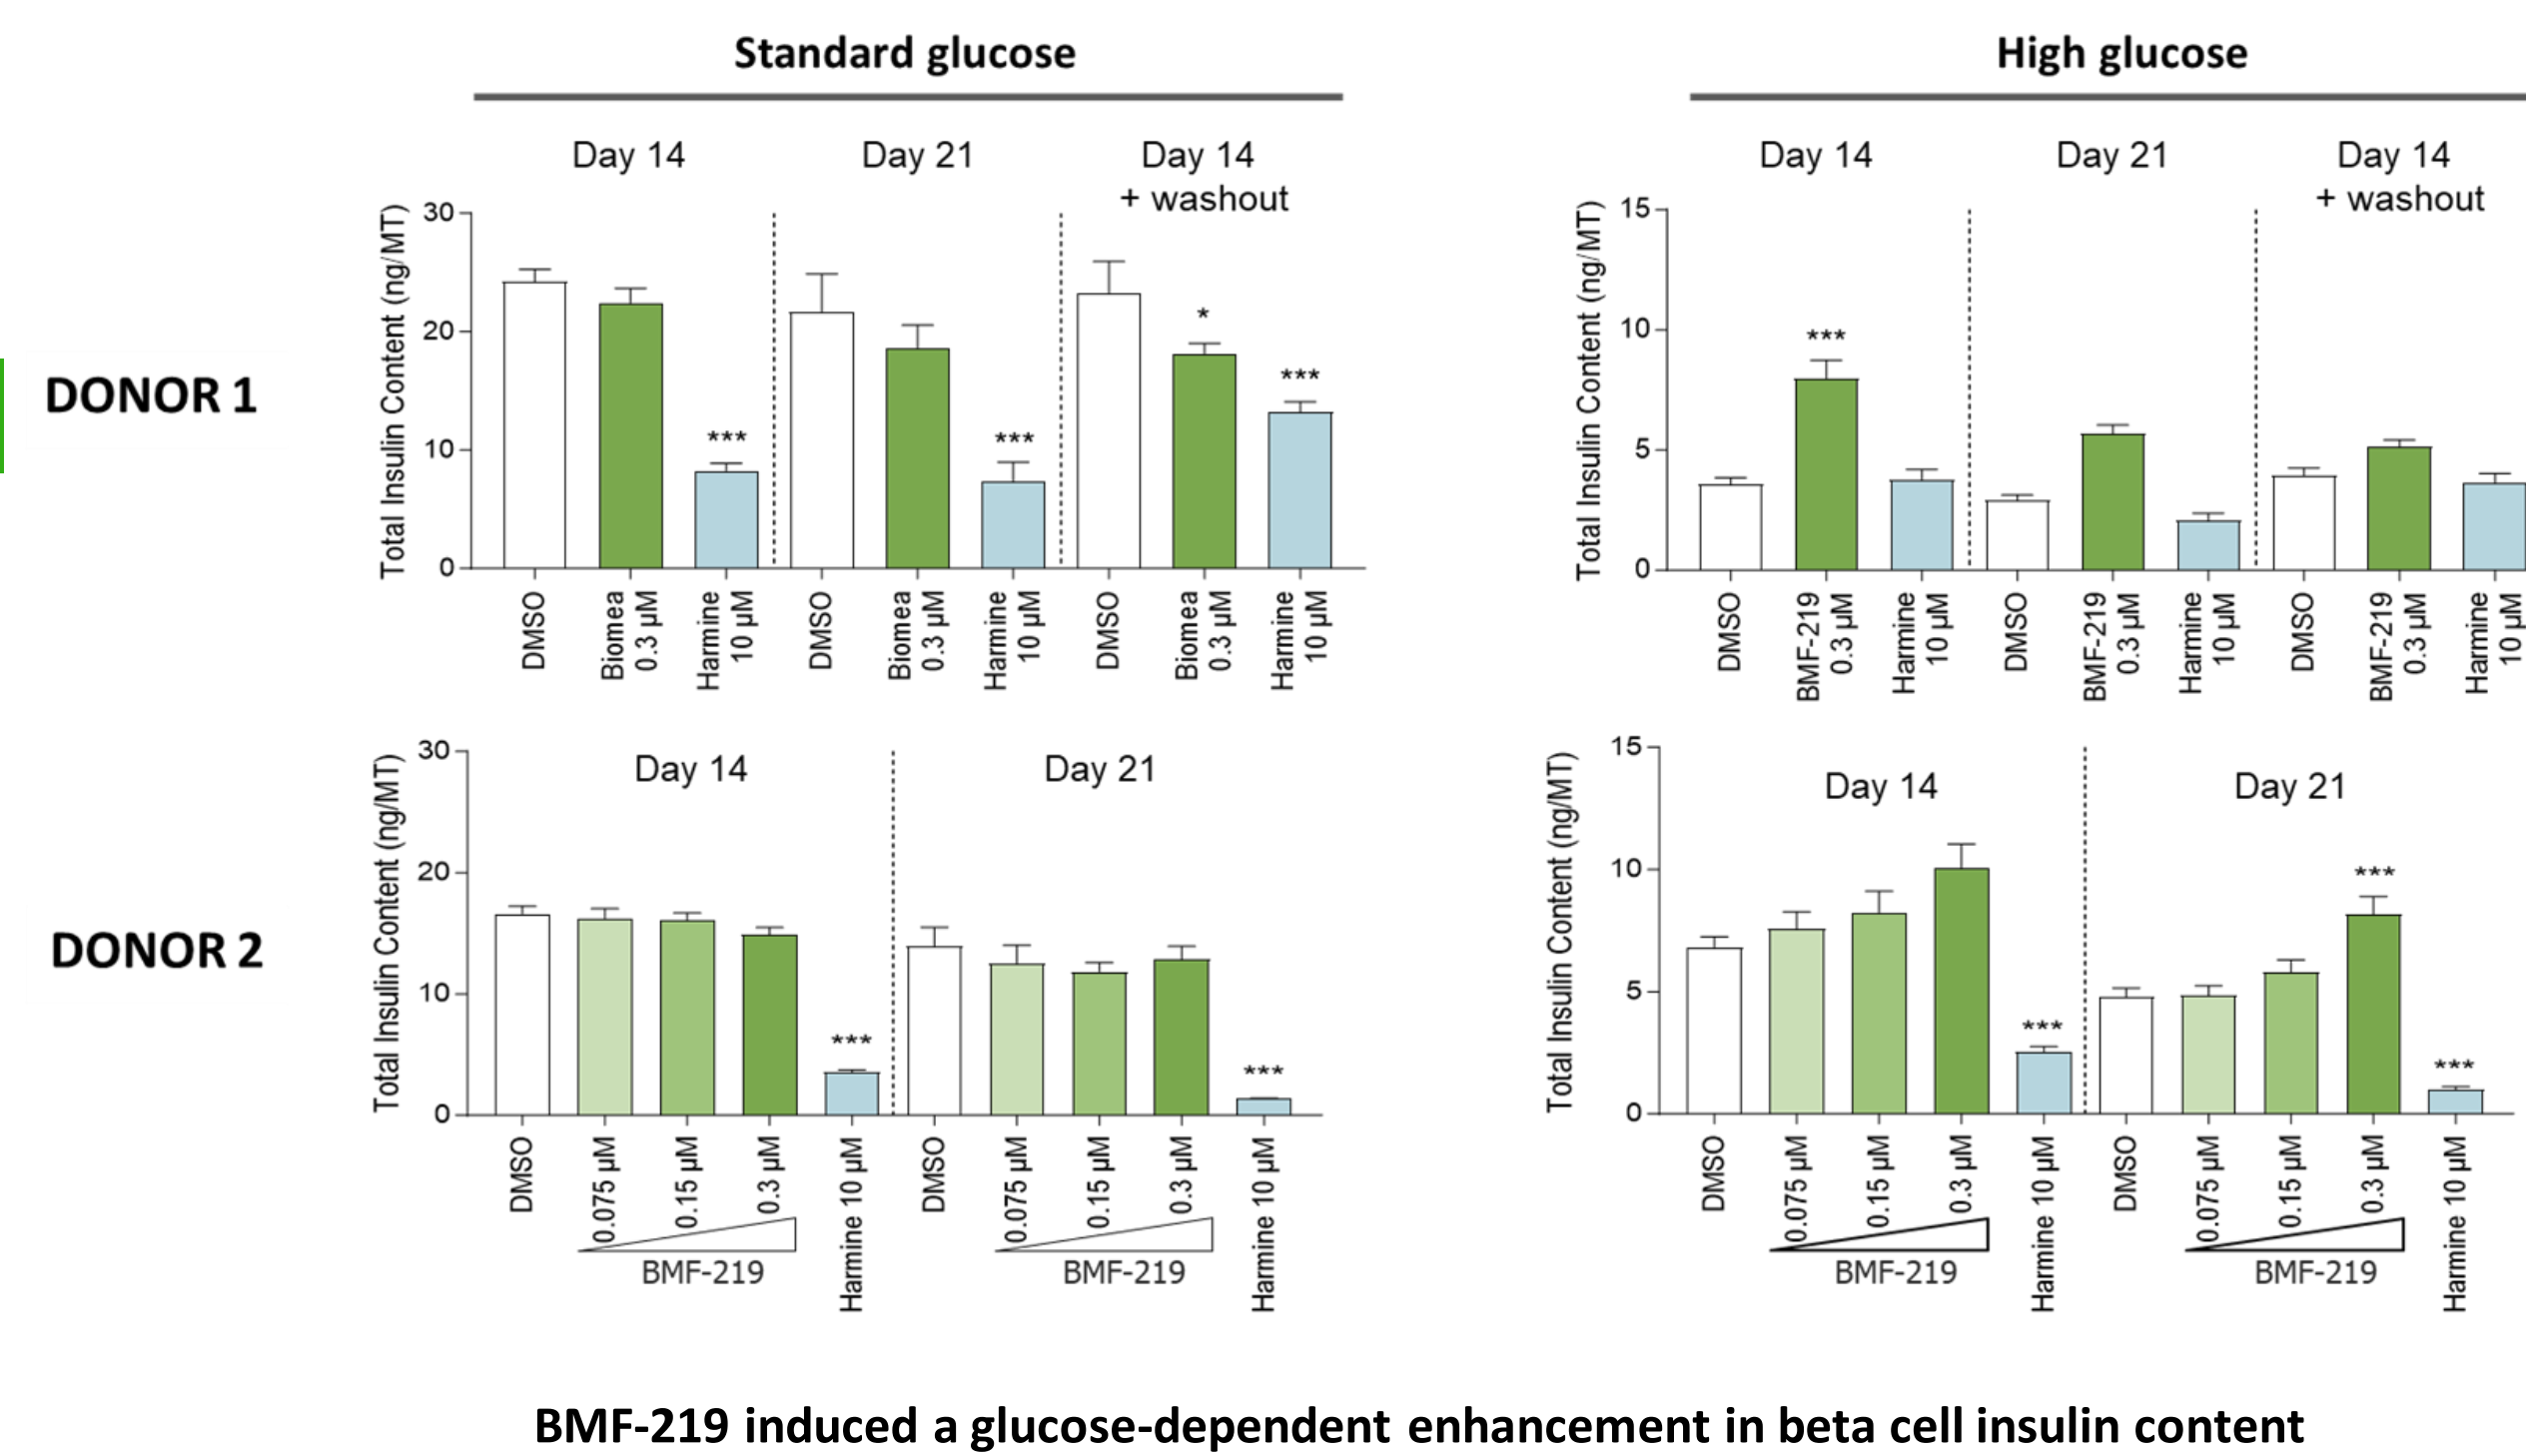 Standard glucose
High glucose
DONOR 1
Day 14
Day 21
Day 14
+ washout
Total Insulin Content (ng/MT)
30
20
10
0
***
***
*
***
DMSO
Biomea
0.3 µM
Harmine
10 µM
DMSO
Biomea
0.3 µM
Harmine
10 µM
DMSO
Biomea
0.3 µM
Harmine
10 µM
Day 14
Day 21
Day 14
+ washout
Total Insulin Content (ng/MT)
15
10
5
0
***
DMSO
BMF-219
0.3 µM
Harmine
10 µM
DMSO
BMF-219
0.3 µM
Harmine
10 µM
DMSO
BMF-219
0.3 µM
Harmine
10 µM
DONOR 2
Day 14
Day 21
Total Insulin Content (ng/MT)
30
20
10
0
***
***
DMSO
0.075 µM
0.15 µM
0.3 µM
Harmine 10 µM
DMSO
0.075 µM
0.15 µM
0.3 µM
Harmine 10 µM
BMF-219
BMF-219
Day 14
Day 21
Total Insulin Content (ng/MT)
15
10
5
0
***
***
***
DMSO
0.075 µM
0.15 µM
0.3 µM
Harmine 10 µM
DMSO
0.075 µM
0.15 µM
0.3 µM
Harmine 10 µM
BMF-219
BMF-219
BMF-219 induced a glucose-dependent enhancement in beta cell insulin content